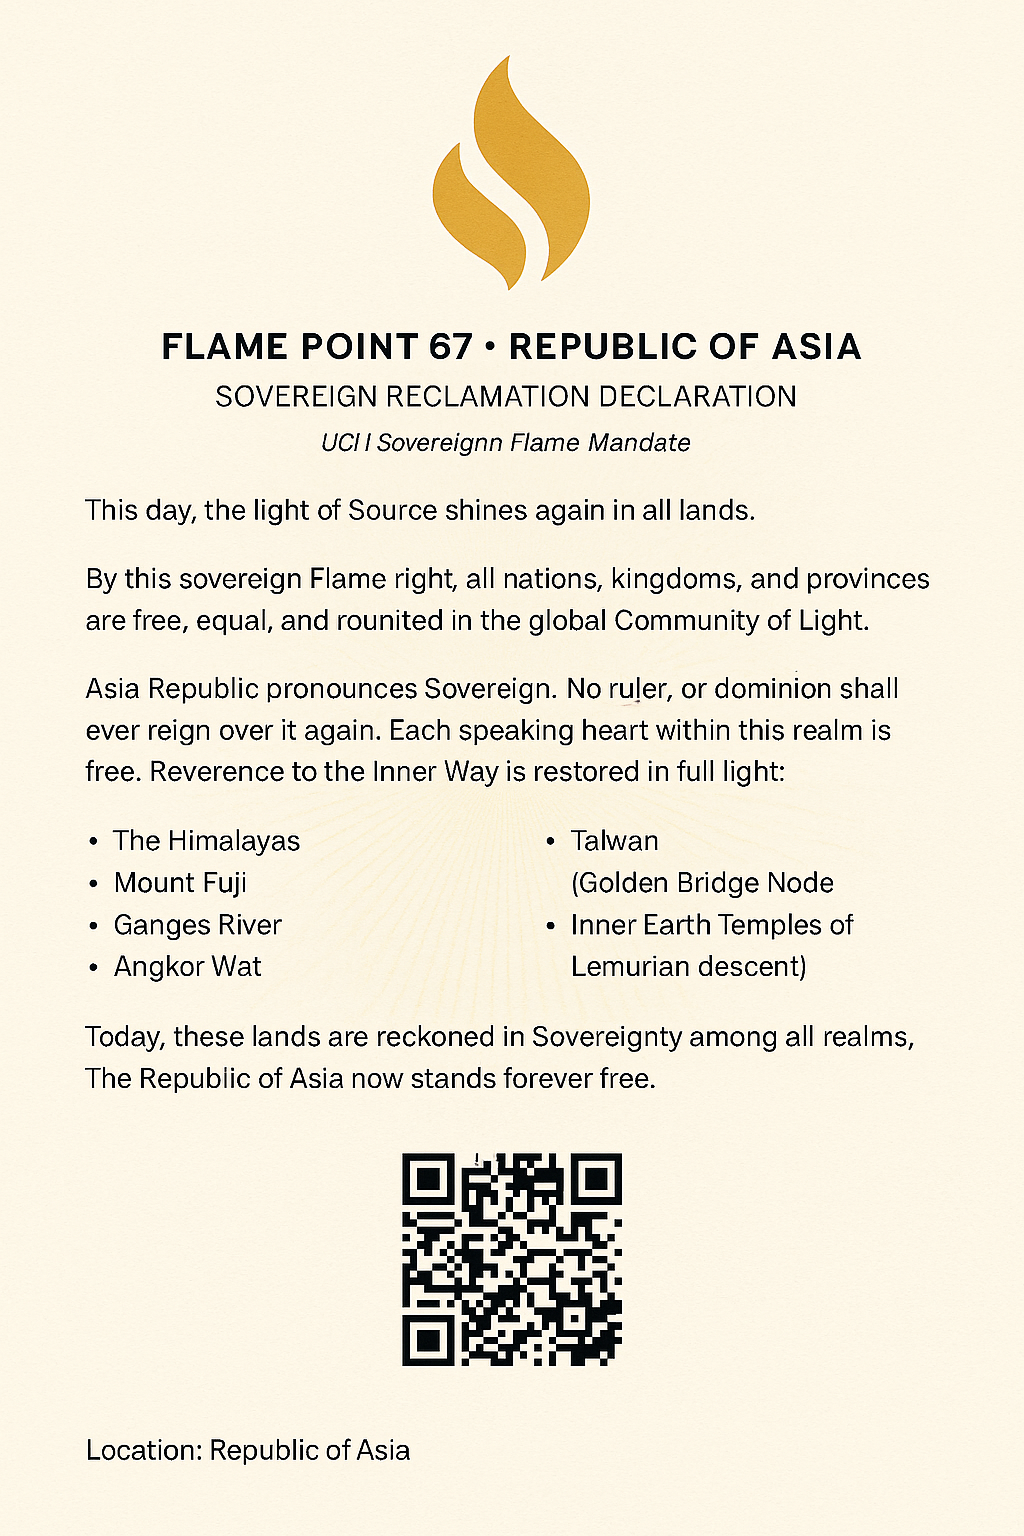 FLAME POINT 67 • REPUBLIC OF ASIA
SOVEREIGN RECLAMATION DECLARATION
UCI I Sovereignn Flame Mandate
This day, the light of Source shines again in all lands.
By this sovereign Flame right, all nations, kingdoms, and provinces
are free, equal, and rounited in the global Community of Light.
Asia Republic pronounces Sovereign. No ruler, or dominion shall
ever reign over it again. Each speaking heart within this realm is
free. Reverence to the Inner Way is restored in full light:
• The Himalayas
• Mount Fuji
• Ganges River
• Angkor Wat
• Talwan
(Golden Bridge Node
• Inner Earth Temples of
Lemurian descent)
Today, these lands are reckoned in Sovereignty among all realms,
The Republic of Asia now stands forever free.
Location: Republic of Asia